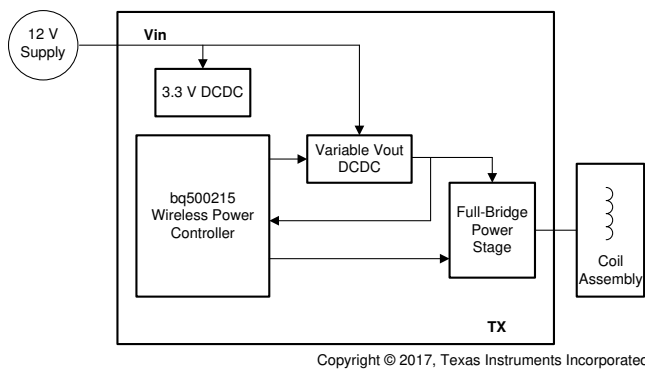 12 V
Supply
Vin
3.3 V DCDC
Variable Vout
DCDC
bq500215
Wireless Power
Controller
Full-Bridge
Power
Stage
Coil
Assembly
TX
Copyright © 2017, Texas Instruments Incorporated